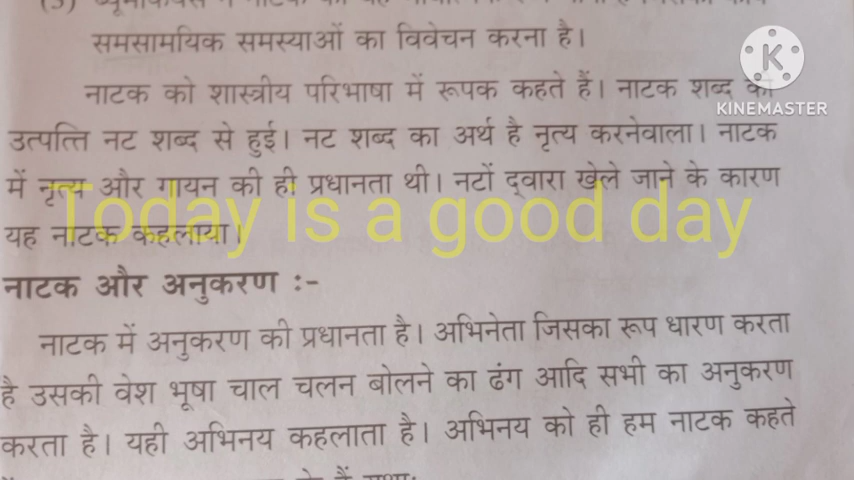 समसामयिक समस्याओं का विवेचन करना है।
नाटक को शास्त्रीय परिभाषा में रूपक कहते हैं। नाटक शब्द की
KINEMASTER
उत्पत्ति नट शब्द से हुई। नट शब्द का अर्थ है नृत्य करनेवाला। नाटक
में नृत्य और गायन की ही प्रधानता थी। नटों द्वारा खेले जाने के कारण
Today is a good day
यह नाटक कहलाया।
नाटक और अनुकरण :-
नाटक में अनुकरण की प्रधानता है। अभिनेता जिसका रूप धारण करता
है उसकी वेश भूषा चाल चलन बोलने का ढंग आदि सभी का अनुकरण
करता है। यही अभिनय कहलाता है। अभिनय को ही हम नाटक कहते